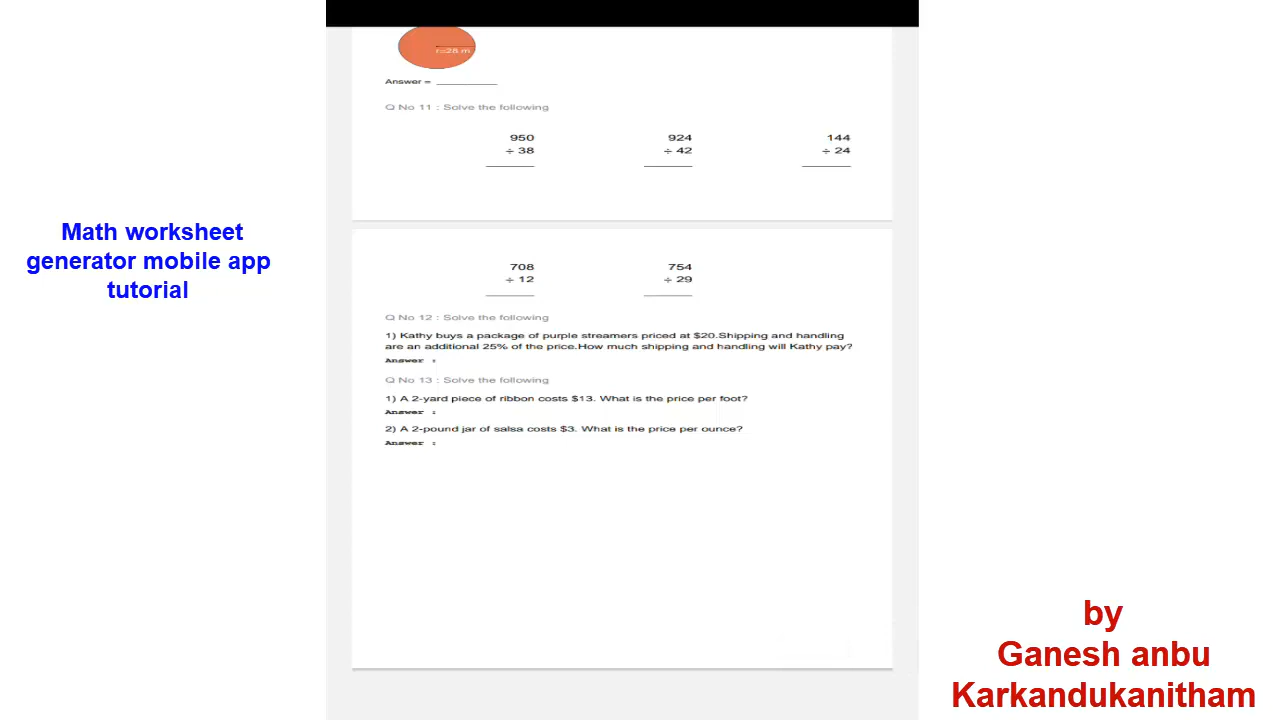 Math worksheet
generator mobile app
tutorial
r=28 m
Answer = __________
Q No 11 : Solve the following
950 924 144
÷ 38 ÷ 42 ÷ 24
708 754
÷ 12 ÷ 29
Q No 12 : Solve the following
1) Kathy buys a package of purple streamers priced at $20.Shipping and handling
are an additional 25% of the price.How much shipping and handling will Kathy pay?
Answer :
Q No 13 : Solve the following
1) A 2-yard piece of ribbon costs $13. What is the price per foot?
Answer :
2) A 2-pound jar of salsa costs $3. What is the price per ounce?
Answer :
by
Ganesh anbu
Karkandukanitham